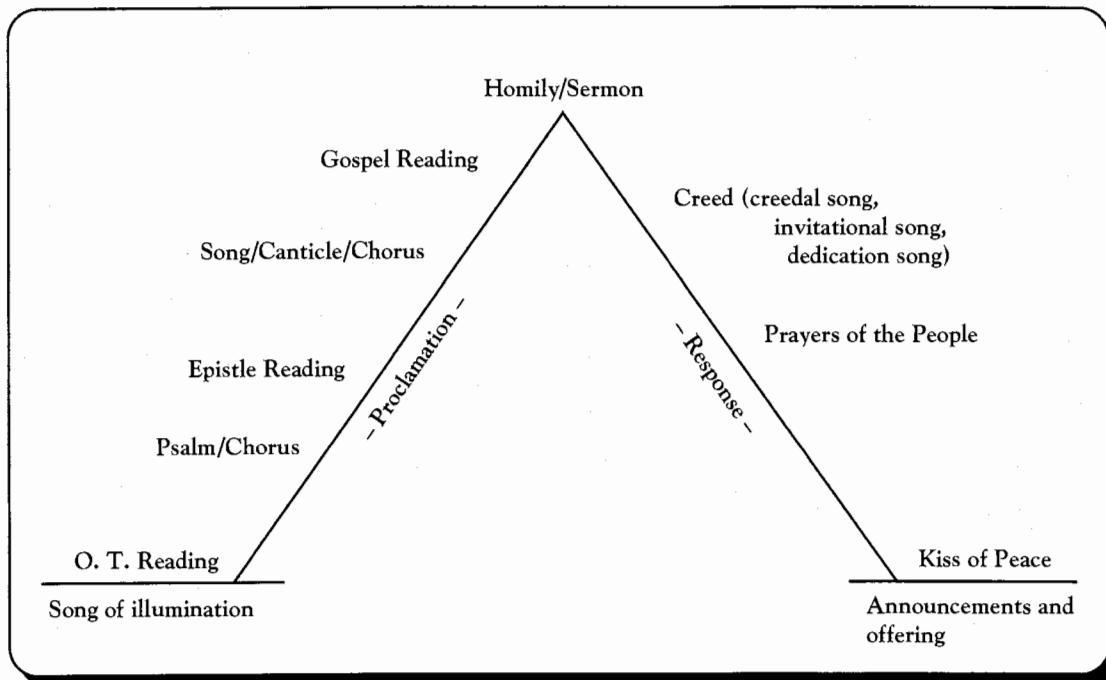 Homily/Sermon
Gospel Reading
Song/Canticle/Chorus
Epistle Reading
Psalm/Chorus
O. T. Reading
Song of illumination
– Proclamation –
Creed (creedal song,
invitational song,
dedication song)
Prayers of the People
– Response –
Kiss of Peace
Announcements and
offering